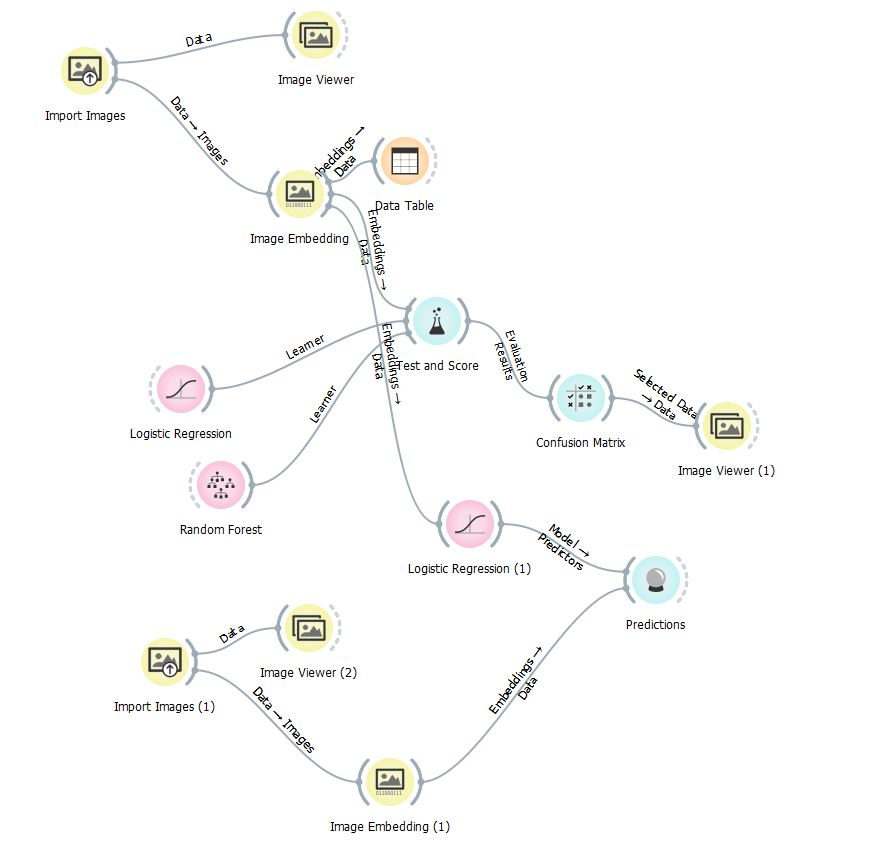 Data
Image Viewer
Import Images
Data → Images
Embeddings →
Data
Data Table
Image Embedding
Embeddings →
Data
Test and Score
Learner
Logistic Regression
Embeddings →
Data
Evaluation
Results
Learner
Random Forest
Confusion Matrix
Selected Data
→ Data
Image Viewer (1)
Logistic Regression (1)
Model →
Predictors
Predictions
Data
Image Viewer (2)
Import Images (1)
Data → Images
Embeddings →
Data
Image Embedding (1)